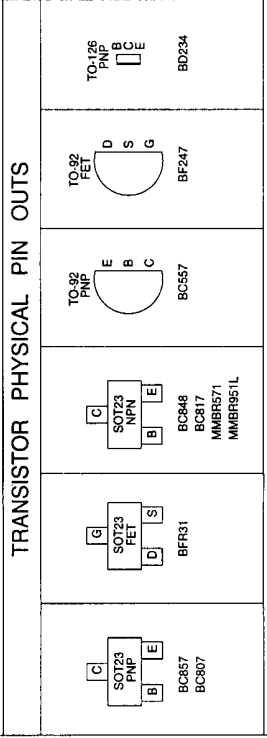 TRANSISTOR PHYSICAL PIN OUTS
C
SOT23
PNP
B E
BC857
BC807
G
SOT23
FET
D S
BFR31
C
SOT23
NPN
B E
BC848
BC817
MMBR571
MMBR951L
TO-92
PNP
E B C
BC557
TO-92
FET
D S G
BF247
TO-126
PNP
B
C
E
BD234